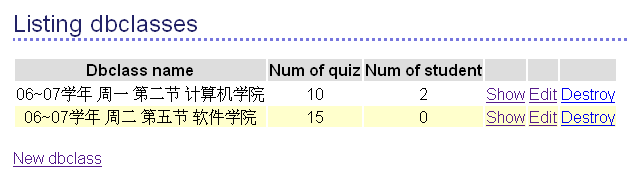 Listing dbclasses
Dbclass name Num of quiz Num of student
06~07学年 周一 第二节 计算机学院 10 2 Show Edit Destroy
06~07学年 周二 第五节 软件学院 15 0 Show Edit Destroy
New dbclass